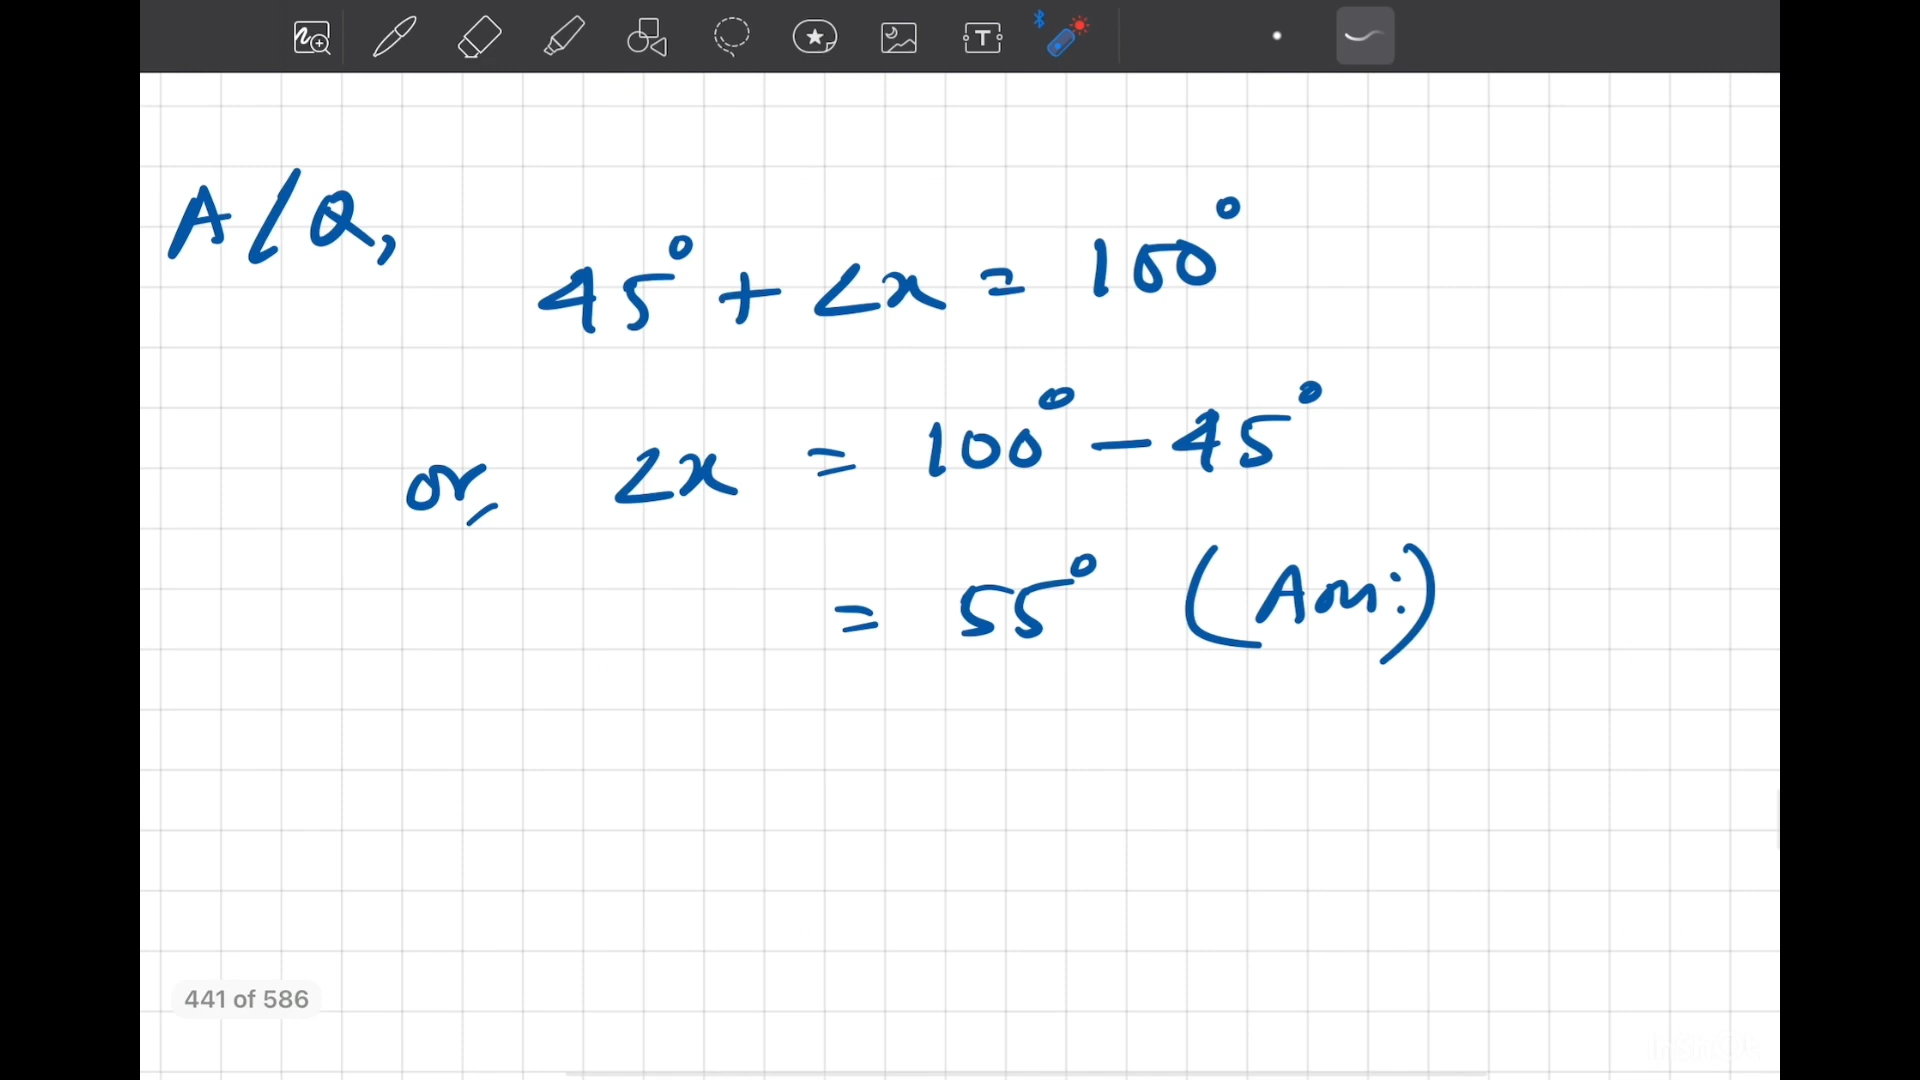 A/Q,
45° + ∠x = 100°
or, ∠x = 100° - 45°
= 55° (Ans:)
441 of 586